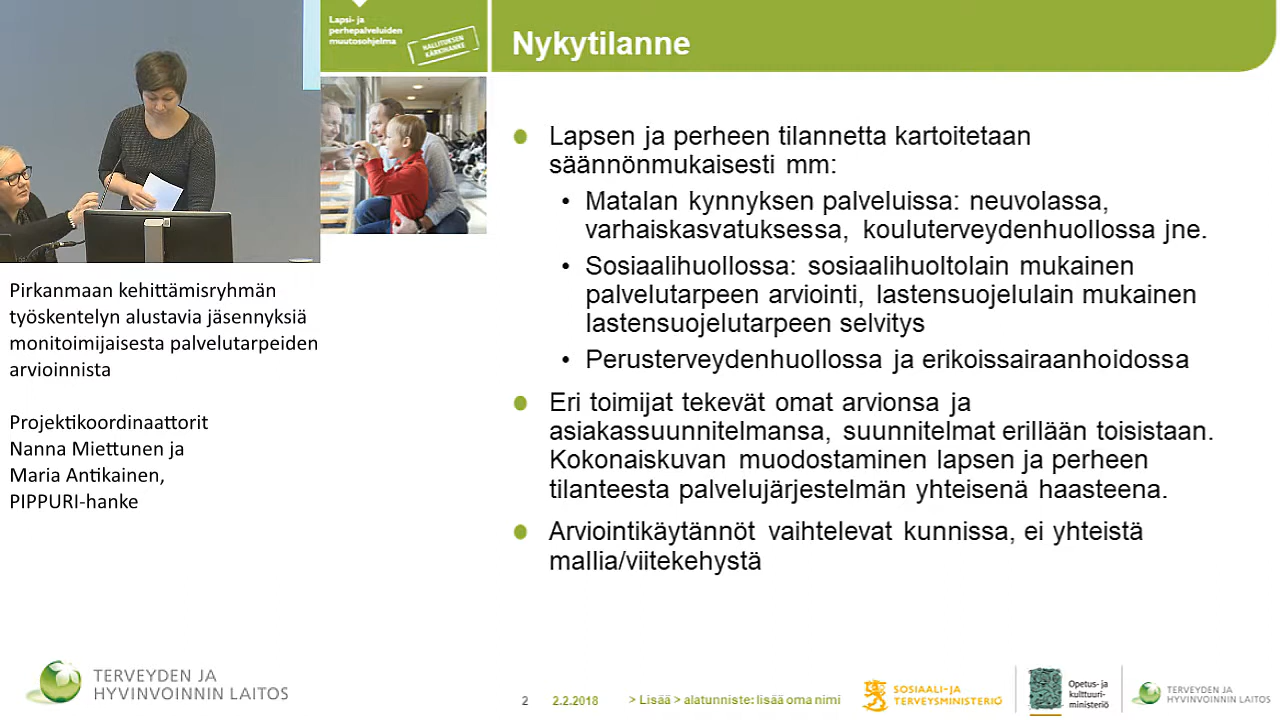 Lapsi- ja
perhepalveluiden
muutosohjelma
HALLITUKSEN
KÄRKIHANKE
Nykytilanne
Lapsen ja perheen tilannetta kartoitetaan
säännönmukaisesti mm:
• Matalan kynnyksen palveluissa: neuvolassa,
varhaiskasvatuksessa, kouluterveydenhuollossa jne.
• Sosiaalihuollossa: sosiaalihuoltolain mukainen
palvelutarpeen arviointi, lastensuojelulain mukainen
lastensuojelutarpeen selvitys
• Perusterveydenhuollossa ja erikoissairaanhoidossa
Eri toimijat tekevät omat arvionsa ja
asiakassuunnitelmansa, suunnitelmat erillään toisistaan.
Kokonaiskuvan muodostaminen lapsen ja perheen
tilanteesta palvelujärjestelmän yhteisenä haasteena.
Arviointikäytännöt vaihtelevat kunnissa, ei yhteistä
mallia/viitekehystä
Pirkanmaan kehittämisryhmän
työskentelyn alustavia jäsennyksiä
monitoimijaisesta palvelutarpeiden
arvioinnista
Projektikoordinaattorit
Nanna Miettunen ja
Maria Antikainen,
PIPPURI-hanke
TERVEYDEN JA
HYVINVOINNIN LAITOS
2 2.2.2018 > Lisää > alatunniste: lisää oma nimi
SOSIAALI- JA
TERVEYSMINISTERIÖ
Opetus- ja
kulttuuri-
ministeriö
TERVEYDEN JA
HYVINVOINNIN LAITOS